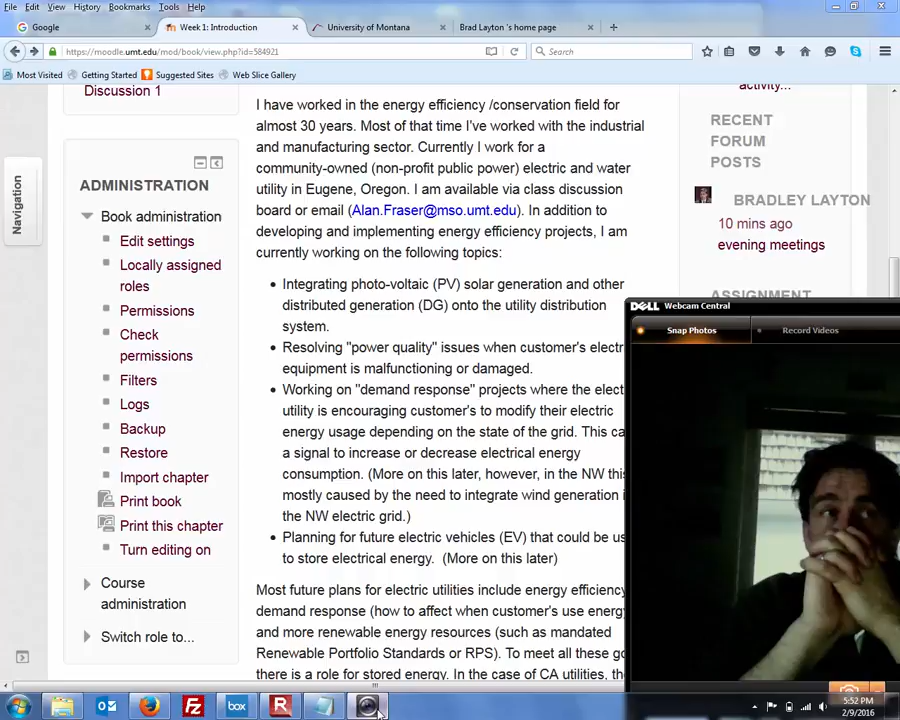 File Edit View History Bookmarks Tools Help
Google
Week 1: Introduction
University of Montana
Brad Layton 's home page
https://moodle.umt.edu/mod/book/view.php?id=584921
Search
Most Visited
Getting Started
Suggested Sites
Web Slice Gallery
Discussion 1
Navigation
ADMINISTRATION
Book administration
Edit settings
Locally assigned
roles
Permissions
Check
permissions
Filters
Logs
Backup
Restore
Import chapter
Print book
Print this chapter
Turn editing on
Course
administration
Switch role to...
I have worked in the energy efficiency /conservation field for
almost 30 years. Most of that time I've worked with the industrial
and manufacturing sector. Currently I work for a
community-owned (non-profit public power) electric and water
utility in Eugene, Oregon. I am available via class discussion
board or email (Alan.Fraser@mso.umt.edu). In addition to
developing and implementing energy efficiency projects, I am
currently working on the following topics:
Integrating photo-voltaic (PV) solar generation and other
distributed generation (DG) onto the utility distribution
system.
Resolving "power quality" issues when customer's electr
equipment is malfunctioning or damaged.
Working on "demand response" projects where the elect
utility is encouraging customer's to modify their electric
energy usage depending on the state of the grid. This ca
a signal to increase or decrease electrical energy
consumption. (More on this later, however, in the NW this
mostly caused by the need to integrate wind generation i
the NW electric grid.)
Planning for future electric vehicles (EV) that could be us
to store electrical energy. (More on this later)
Most future plans for electric utilities include energy efficiency
demand response (how to affect when customer's use energy
and more renewable energy resources (such as mandated
Renewable Portfolio Standards or RPS). To meet all these go
there is a role for stored energy. In the case of CA utilities, the
activity...
RECENT
FORUM
POSTS
BRADLEY LAYTON
10 mins ago
evening meetings
ASSIGNMENT
DELL Webcam Central
Snap Photos
Record Videos
box
R
5:52 PM
2/9/2016